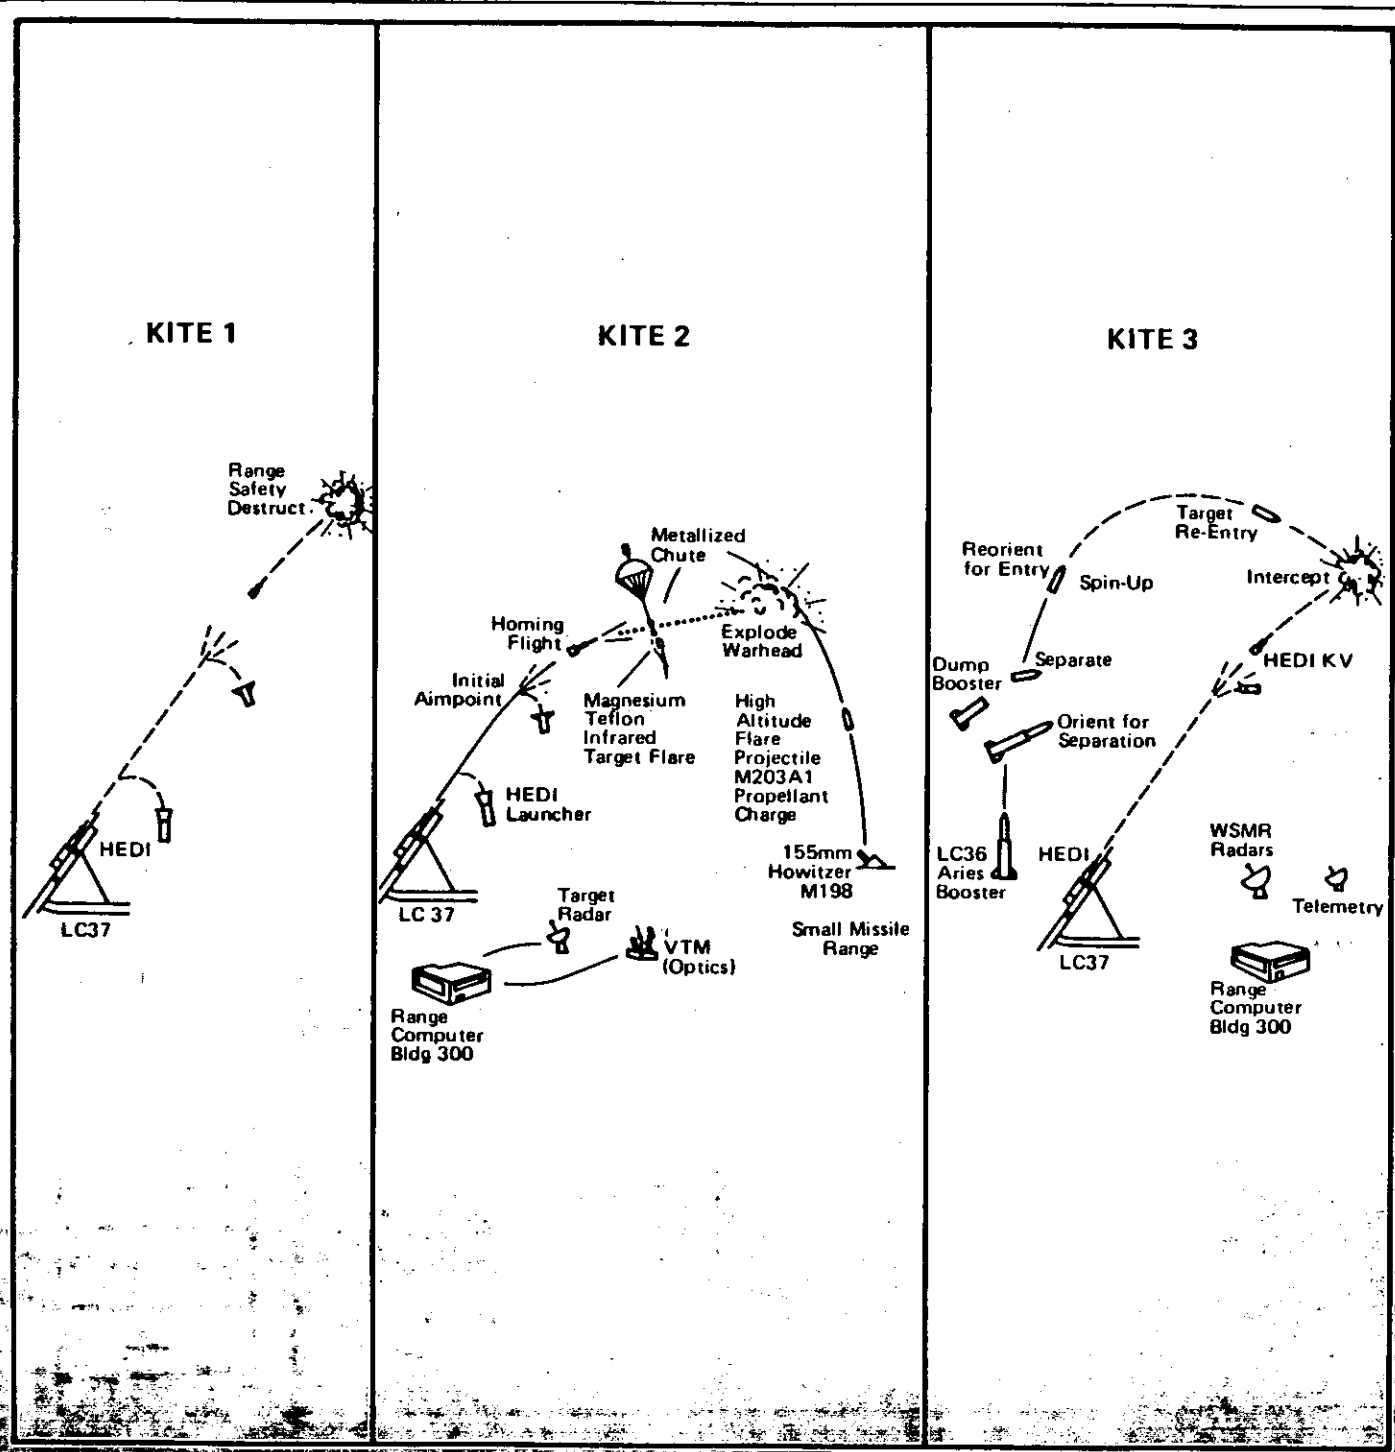 KITE 1
Range
Safety
Destruct
HEDI
LC37
KITE 2
Metallized
Chute
Homing
Flight
Explode
Warhead
Initial
Aimpoint
Magnesium
Teflon
Infrared
Target Flare
High
Altitude
Flare
Projectile
M203A1
Propellant
Charge
HEDI
Launcher
155mm
Howitzer
M198
LC 37
Target
Radar
Small Missile
Range
VTM
(Optics)
Range
Computer
Bldg 300
KITE 3
Target
Re-Entry
Reorient
for Entry
Spin-Up
Intercept
Dump
Booster
Separate
HEDI KV
Orient for
Separation
LC36
Aries
Booster
HEDI
WSMR
Radars
Telemetry
LC37
Range
Computer
Bldg 300